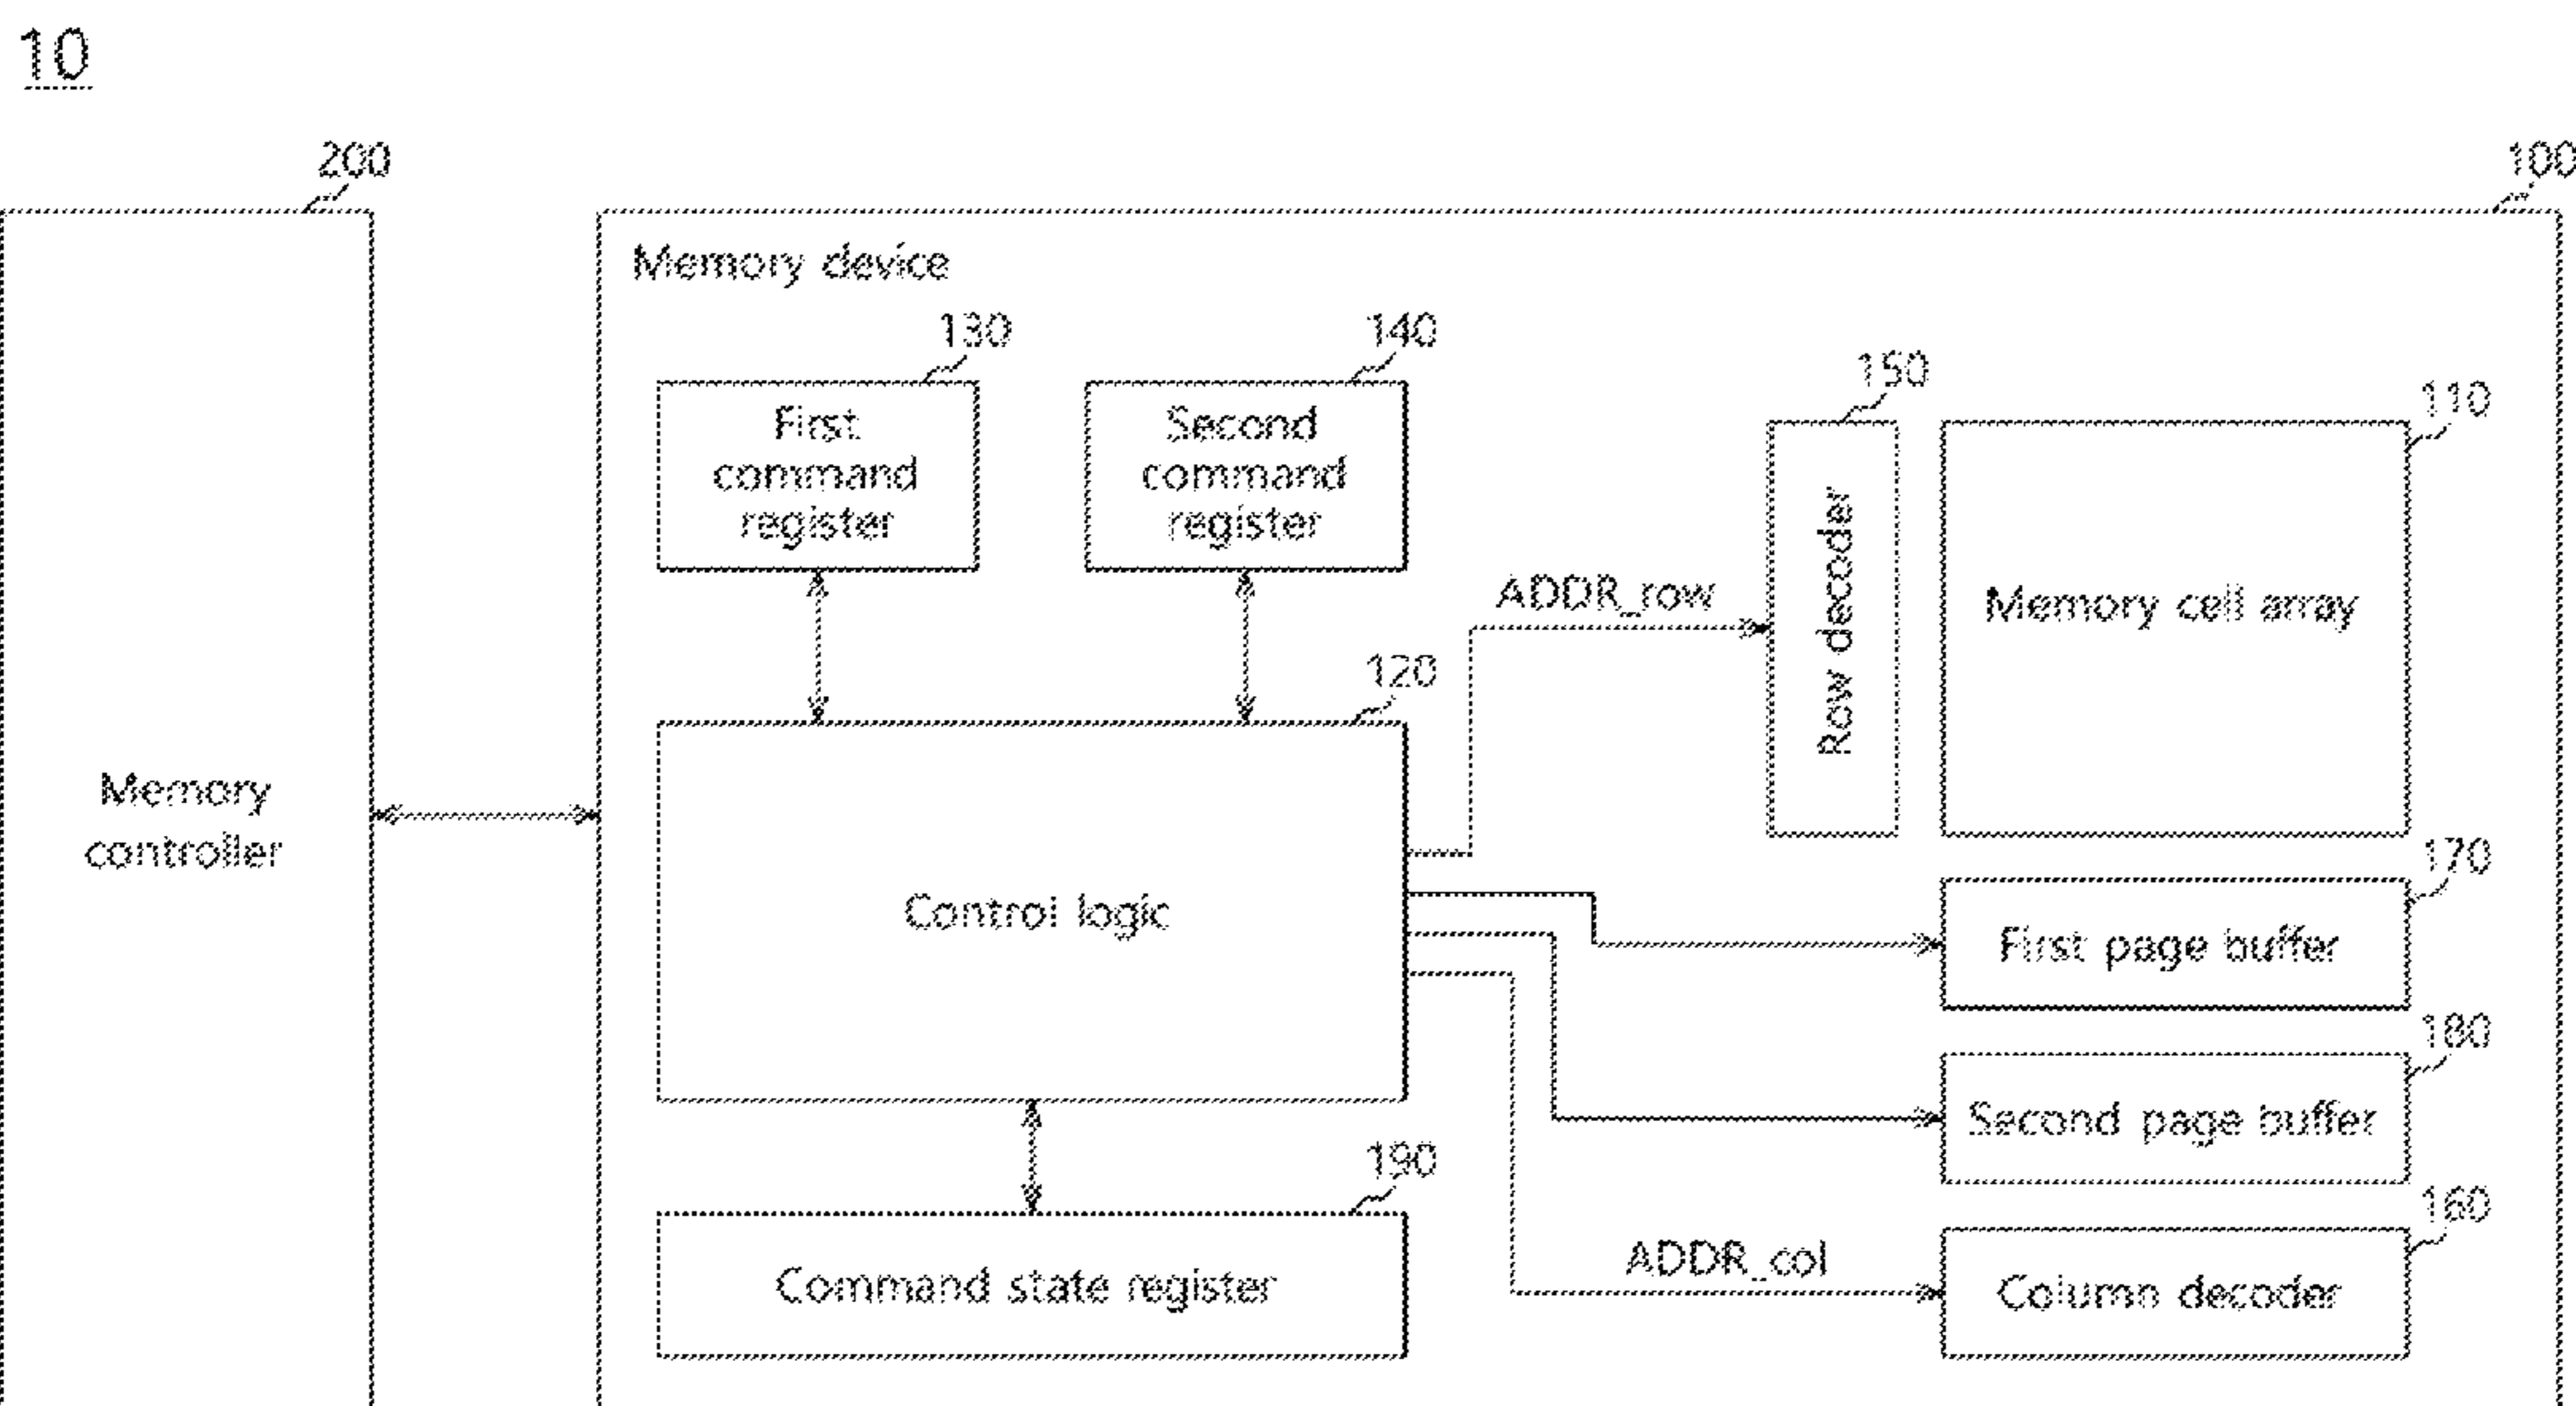 10
200
100
Memory device
130
140
150
110
First
command
register
Second
command
register
ADDR_row
Row decoder
Memory cell array
120
Memory
controller
Control logic
170
First page buffer
180
Second page buffer
190
160
Command state register
ADDR_col
Column decoder